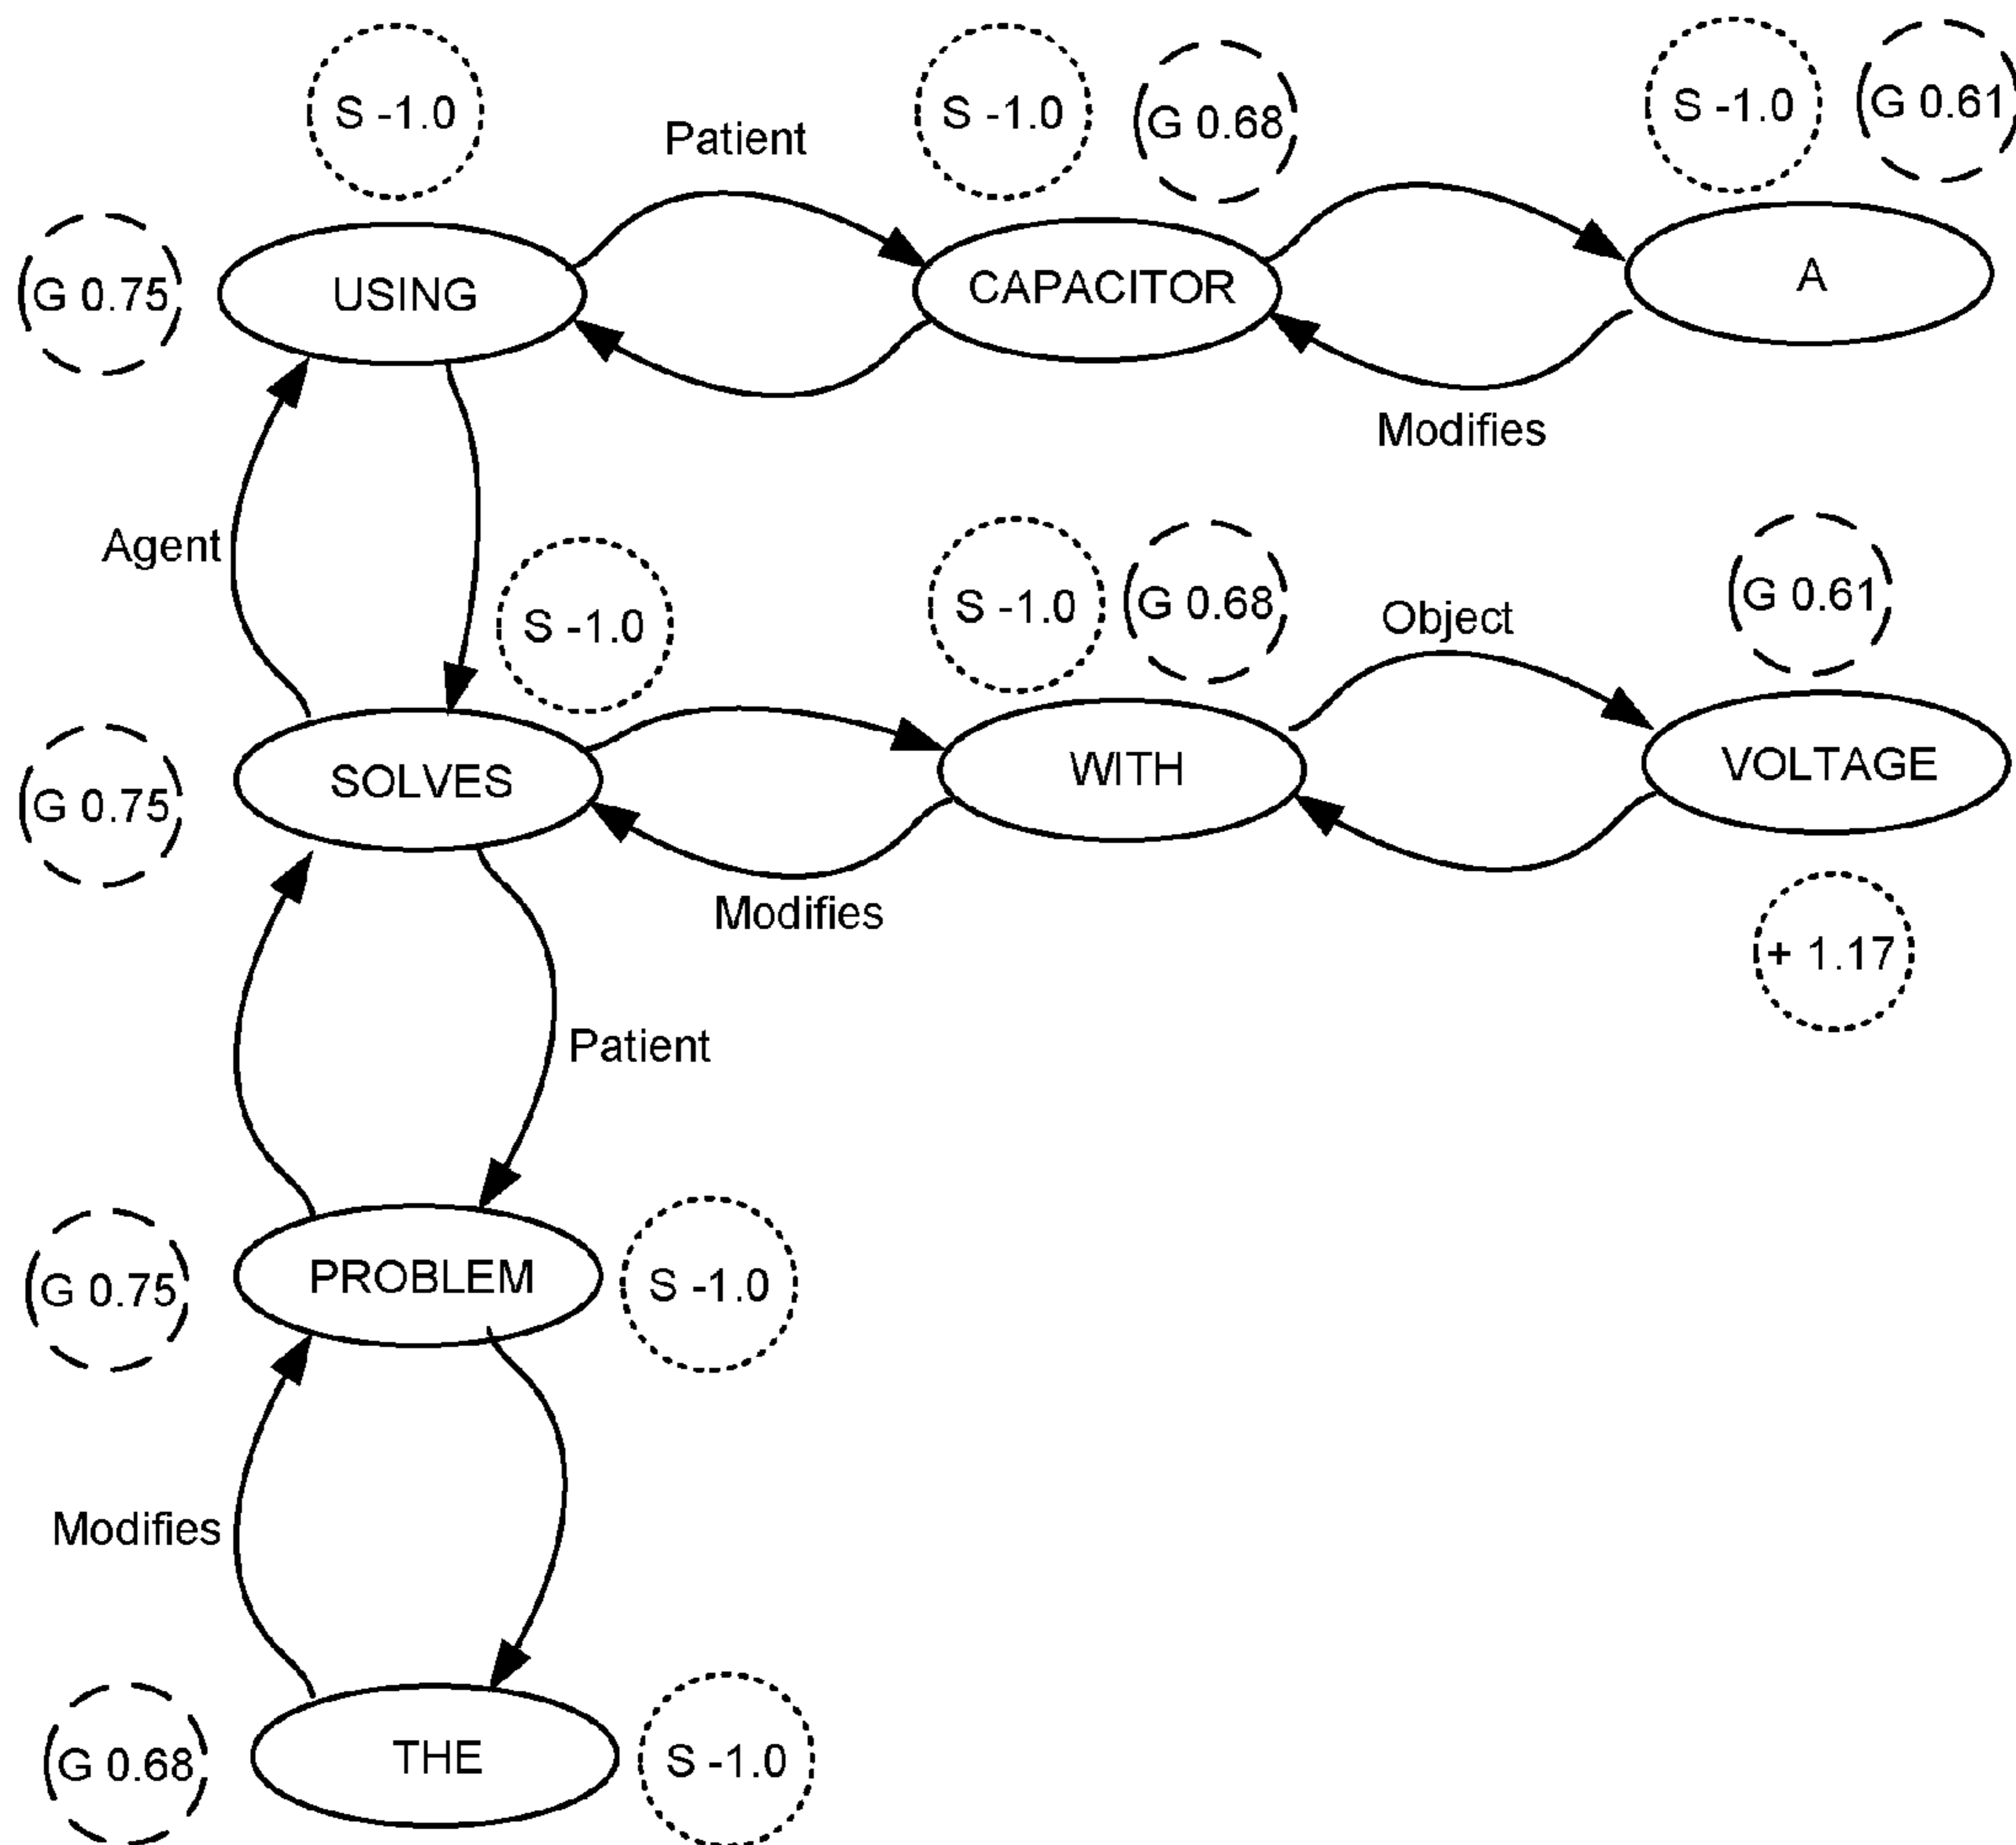 S -1.0
Patient
S -1.0
G 0.68
S -1.0
G 0.61
G 0.75
USING
CAPACITOR
A
Modifies
Agent
S -1.0
S -1.0
G 0.68
Object
G 0.61
G 0.75
SOLVES
WITH
VOLTAGE
Modifies
+ 1.17
Patient
G 0.75
PROBLEM
S -1.0
Modifies
G 0.68
THE
S -1.0